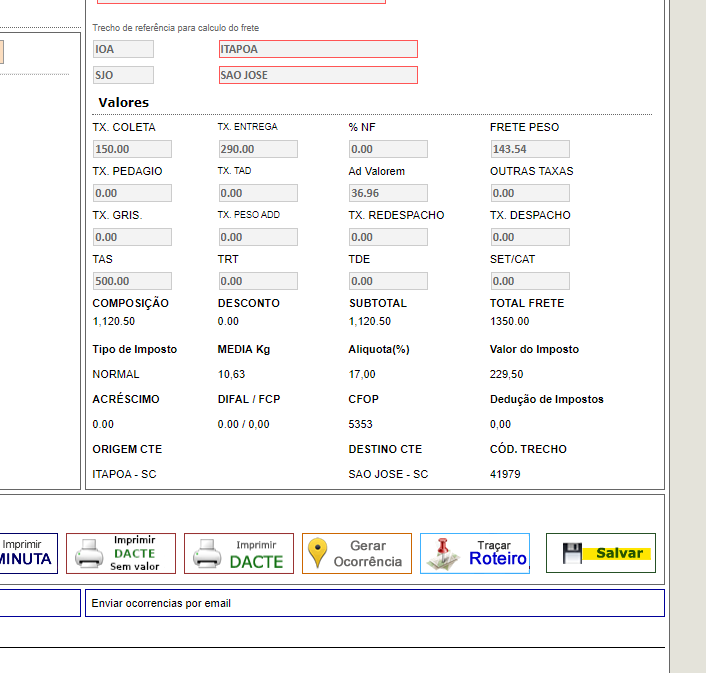 Trecho de referência para calculo do frete
IOA ITAPOA
SJO SAO JOSE
Valores
TX. COLETA TX. ENTREGA % NF FRETE PESO
150.00 290.00 0.00 143.54
TX. PEDAGIO TX. TAD Ad Valorem OUTRAS TAXAS
0.00 0.00 36.96 0.00
TX. GRIS. TX. PESO ADD TX. REDESPACHO TX. DESPACHO
0.00 0.00 0.00 0.00
TAS TRT TDE SET/CAT
500.00 0.00 0.00 0.00
COMPOSIÇÃO DESCONTO SUBTOTAL TOTAL FRETE
1,120.50 0.00 1,120.50 1350.00
Tipo de Imposto MEDIA Kg Aliquota(%) Valor do Imposto
NORMAL 10,63 17,00 229,50
ACRÉSCIMO DIFAL / FCP CFOP Dedução de Impostos
0.00 0.00 / 0,00 5353 0,00
ORIGEM CTE DESTINO CTE CÓD. TRECHO
ITAPOA - SC SAO JOSE - SC 41979
Imprimir
MINUTA
Imprimir
DACTE
Sem valor
Imprimir
DACTE
Gerar
Ocorrência
Traçar
Roteiro
Salvar
Enviar ocorrencias por email